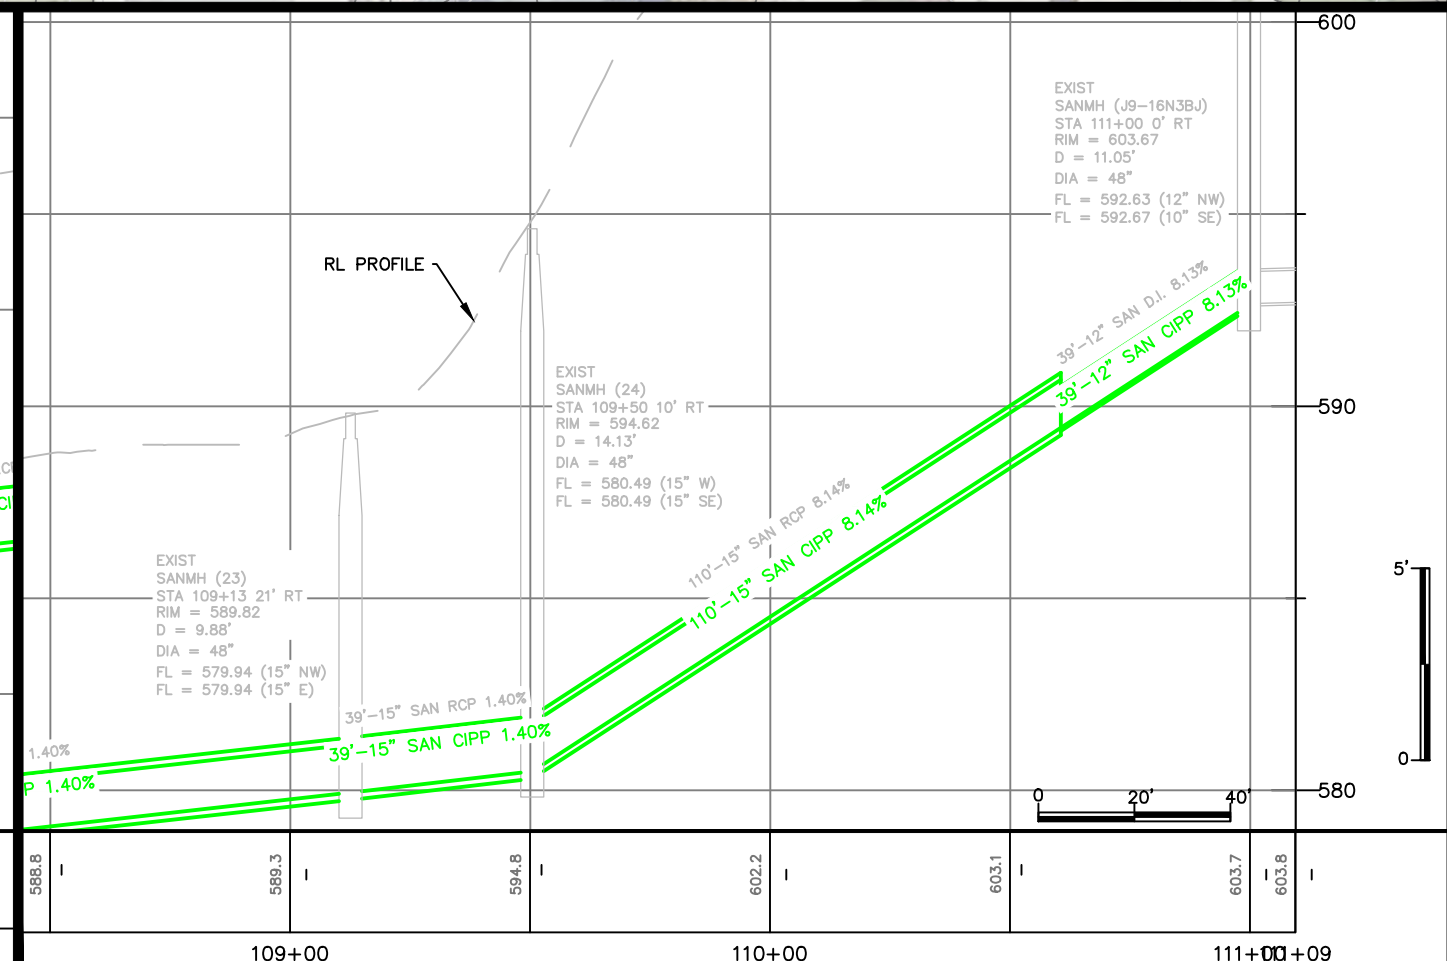 600
EXIST
SANMH (J9-16N3BJ)
STA 111+00 0' RT
RIM = 603.67
D = 11.05'
DIA = 48"
FL = 592.63 (12" NW)
FL = 592.67 (10" SE)
RL PROFILE
39'-12" SAN D.I. 8.13%
39'-12" SAN CIPP 8.13%
EXIST
SANMH (24)
STA 109+50 10' RT
RIM = 594.62
D = 14.13'
DIA = 48"
FL = 580.49 (15" W)
FL = 580.49 (15" SE)
590
110'-15" SAN RCP 8.14%
110'-15" SAN CIPP 8.14%
EXIST
SANMH (23)
STA 109+13 21' RT
RIM = 589.82
D = 9.88'
DIA = 48"
FL = 579.94 (15" NW)
FL = 579.94 (15" E)
5'
0
39'-15" SAN RCP 1.40%
39'-15" SAN CIPP 1.40%
1.40%
P 1.40%
0 20' 40'
580
588.8
589.3
594.8
602.2
603.1
603.7
603.8
109+00
110+00
111+00
111+09